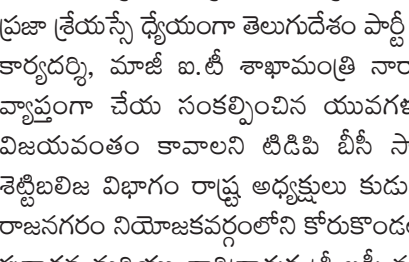 ప్రజా శ్రేయస్సే ధ్యేయంగా తెలుగుదేశం పార్టీ
కార్యదర్శి, మాజీ ఐ.టీ శాఖామంత్రి నార
వ్యాప్తంగా చేయ సంకల్పించిన యువగళ
విజయవంతం కావాలని టిడిపి బీసీ సా
శెట్టిబలిజ విభాగం రాష్ట్ర అధ్యక్షులు కుడు
రాజనగరం నియోజకవర్గంలోని కోరుకొండ